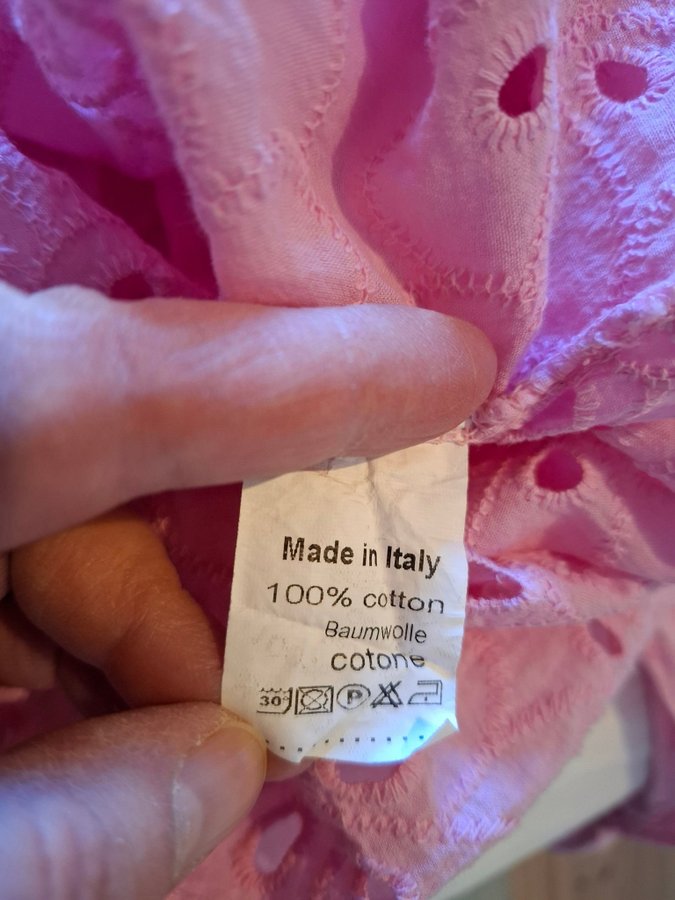 Made in Italy
100% cotton
Baumwolle
cotone
30 P